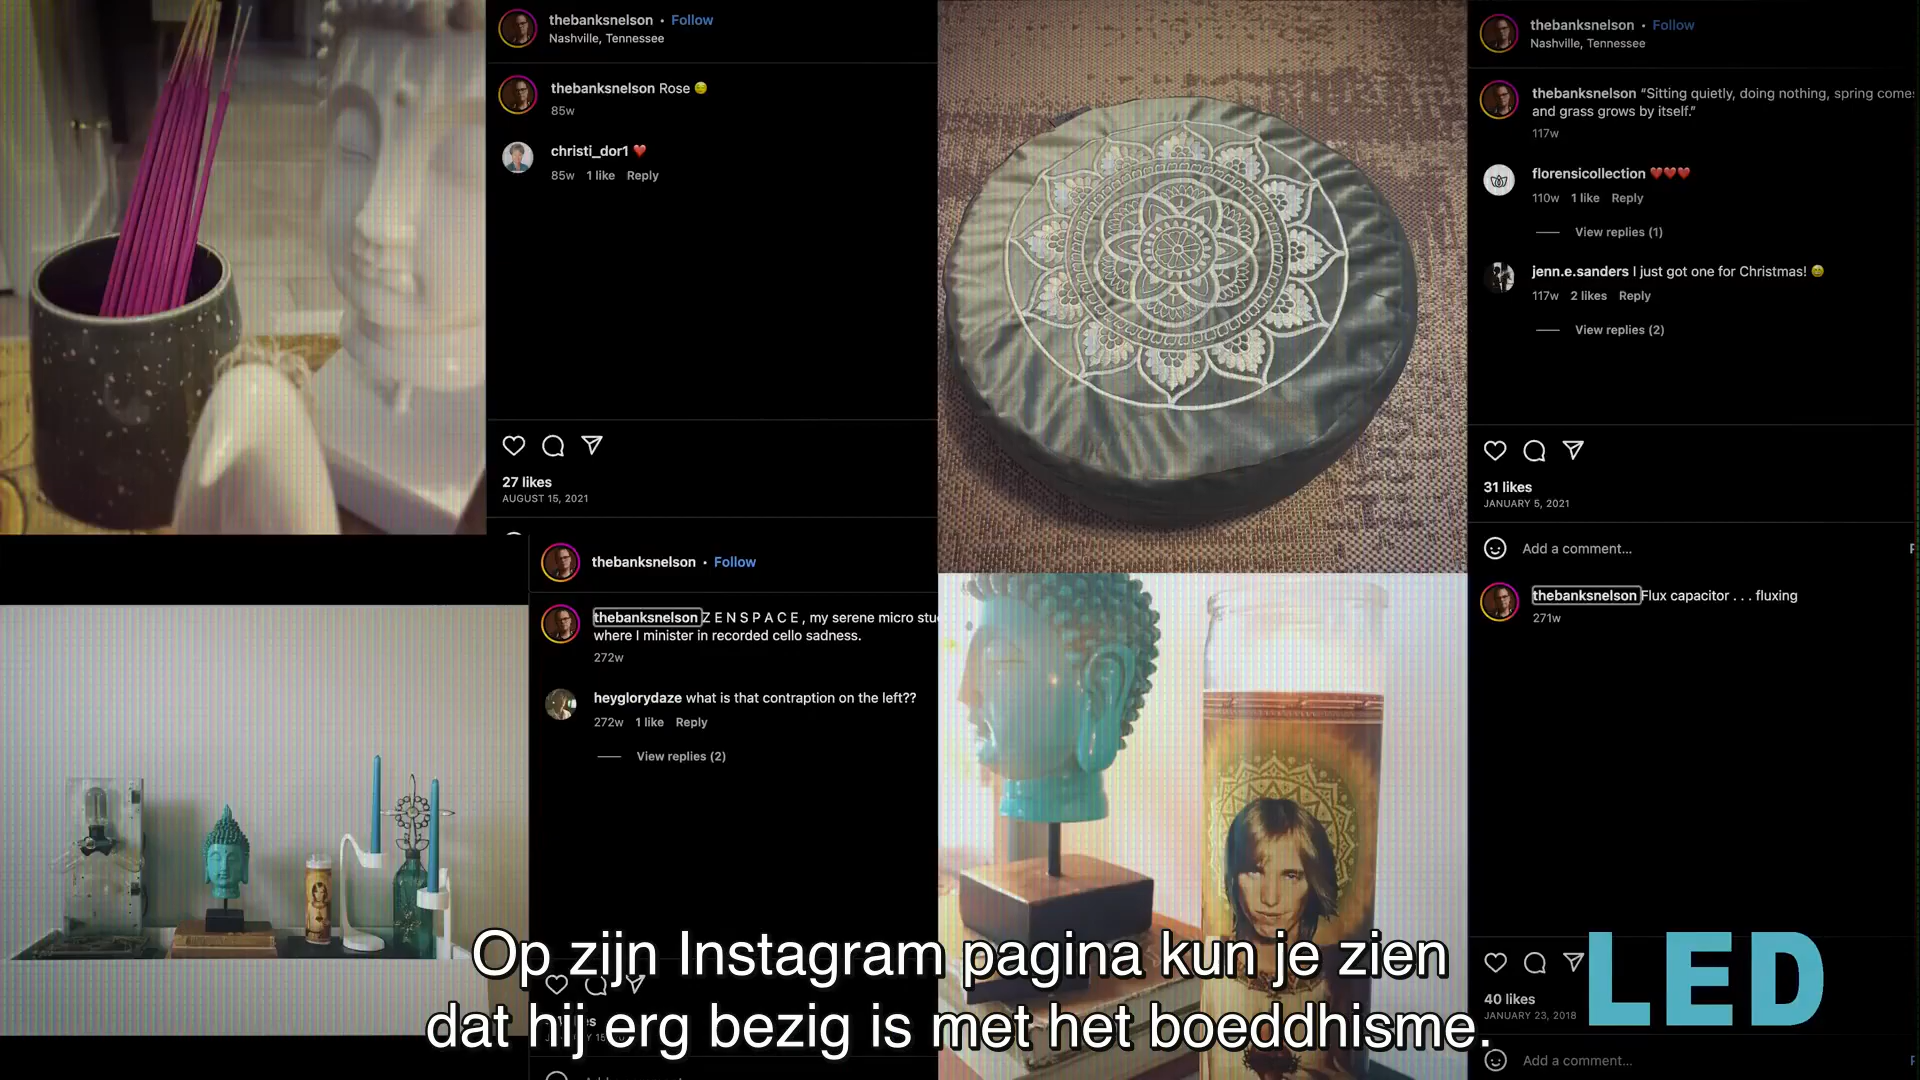 thebanksnelson • Follow
Nashville, Tennessee
thebanksnelson Rose 😊
85w
christi_dor1 ❤️
85w 1 like Reply
27 likes
AUGUST 15, 2021
thebanksnelson • Follow
Nashville, Tennessee
thebanksnelson “Sitting quietly, doing nothing, spring comes
and grass grows by itself.”
117w
florensicollection ❤️❤️❤️
110w 1 like Reply
View replies (1)
jenn.e.sanders I just got one for Christmas! 😊
117w 2 likes Reply
View replies (2)
31 likes
JANUARY 5, 2021
Add a comment...
thebanksnelson • Follow
thebanksnelson Z E N S P A C E , my serene micro
where I minister in recorded cello sadness.
272w
heyglorydaze what is that contraption on the left??
272w 1 like Reply
View replies (2)
thebanksnelson Flux capacitor . . . fluxing
271w
40 likes
JANUARY 23, 2018
Add a comment...
LED
Op zijn Instagram pagina kun je zien
dat hij erg bezig is met het boeddhisme.